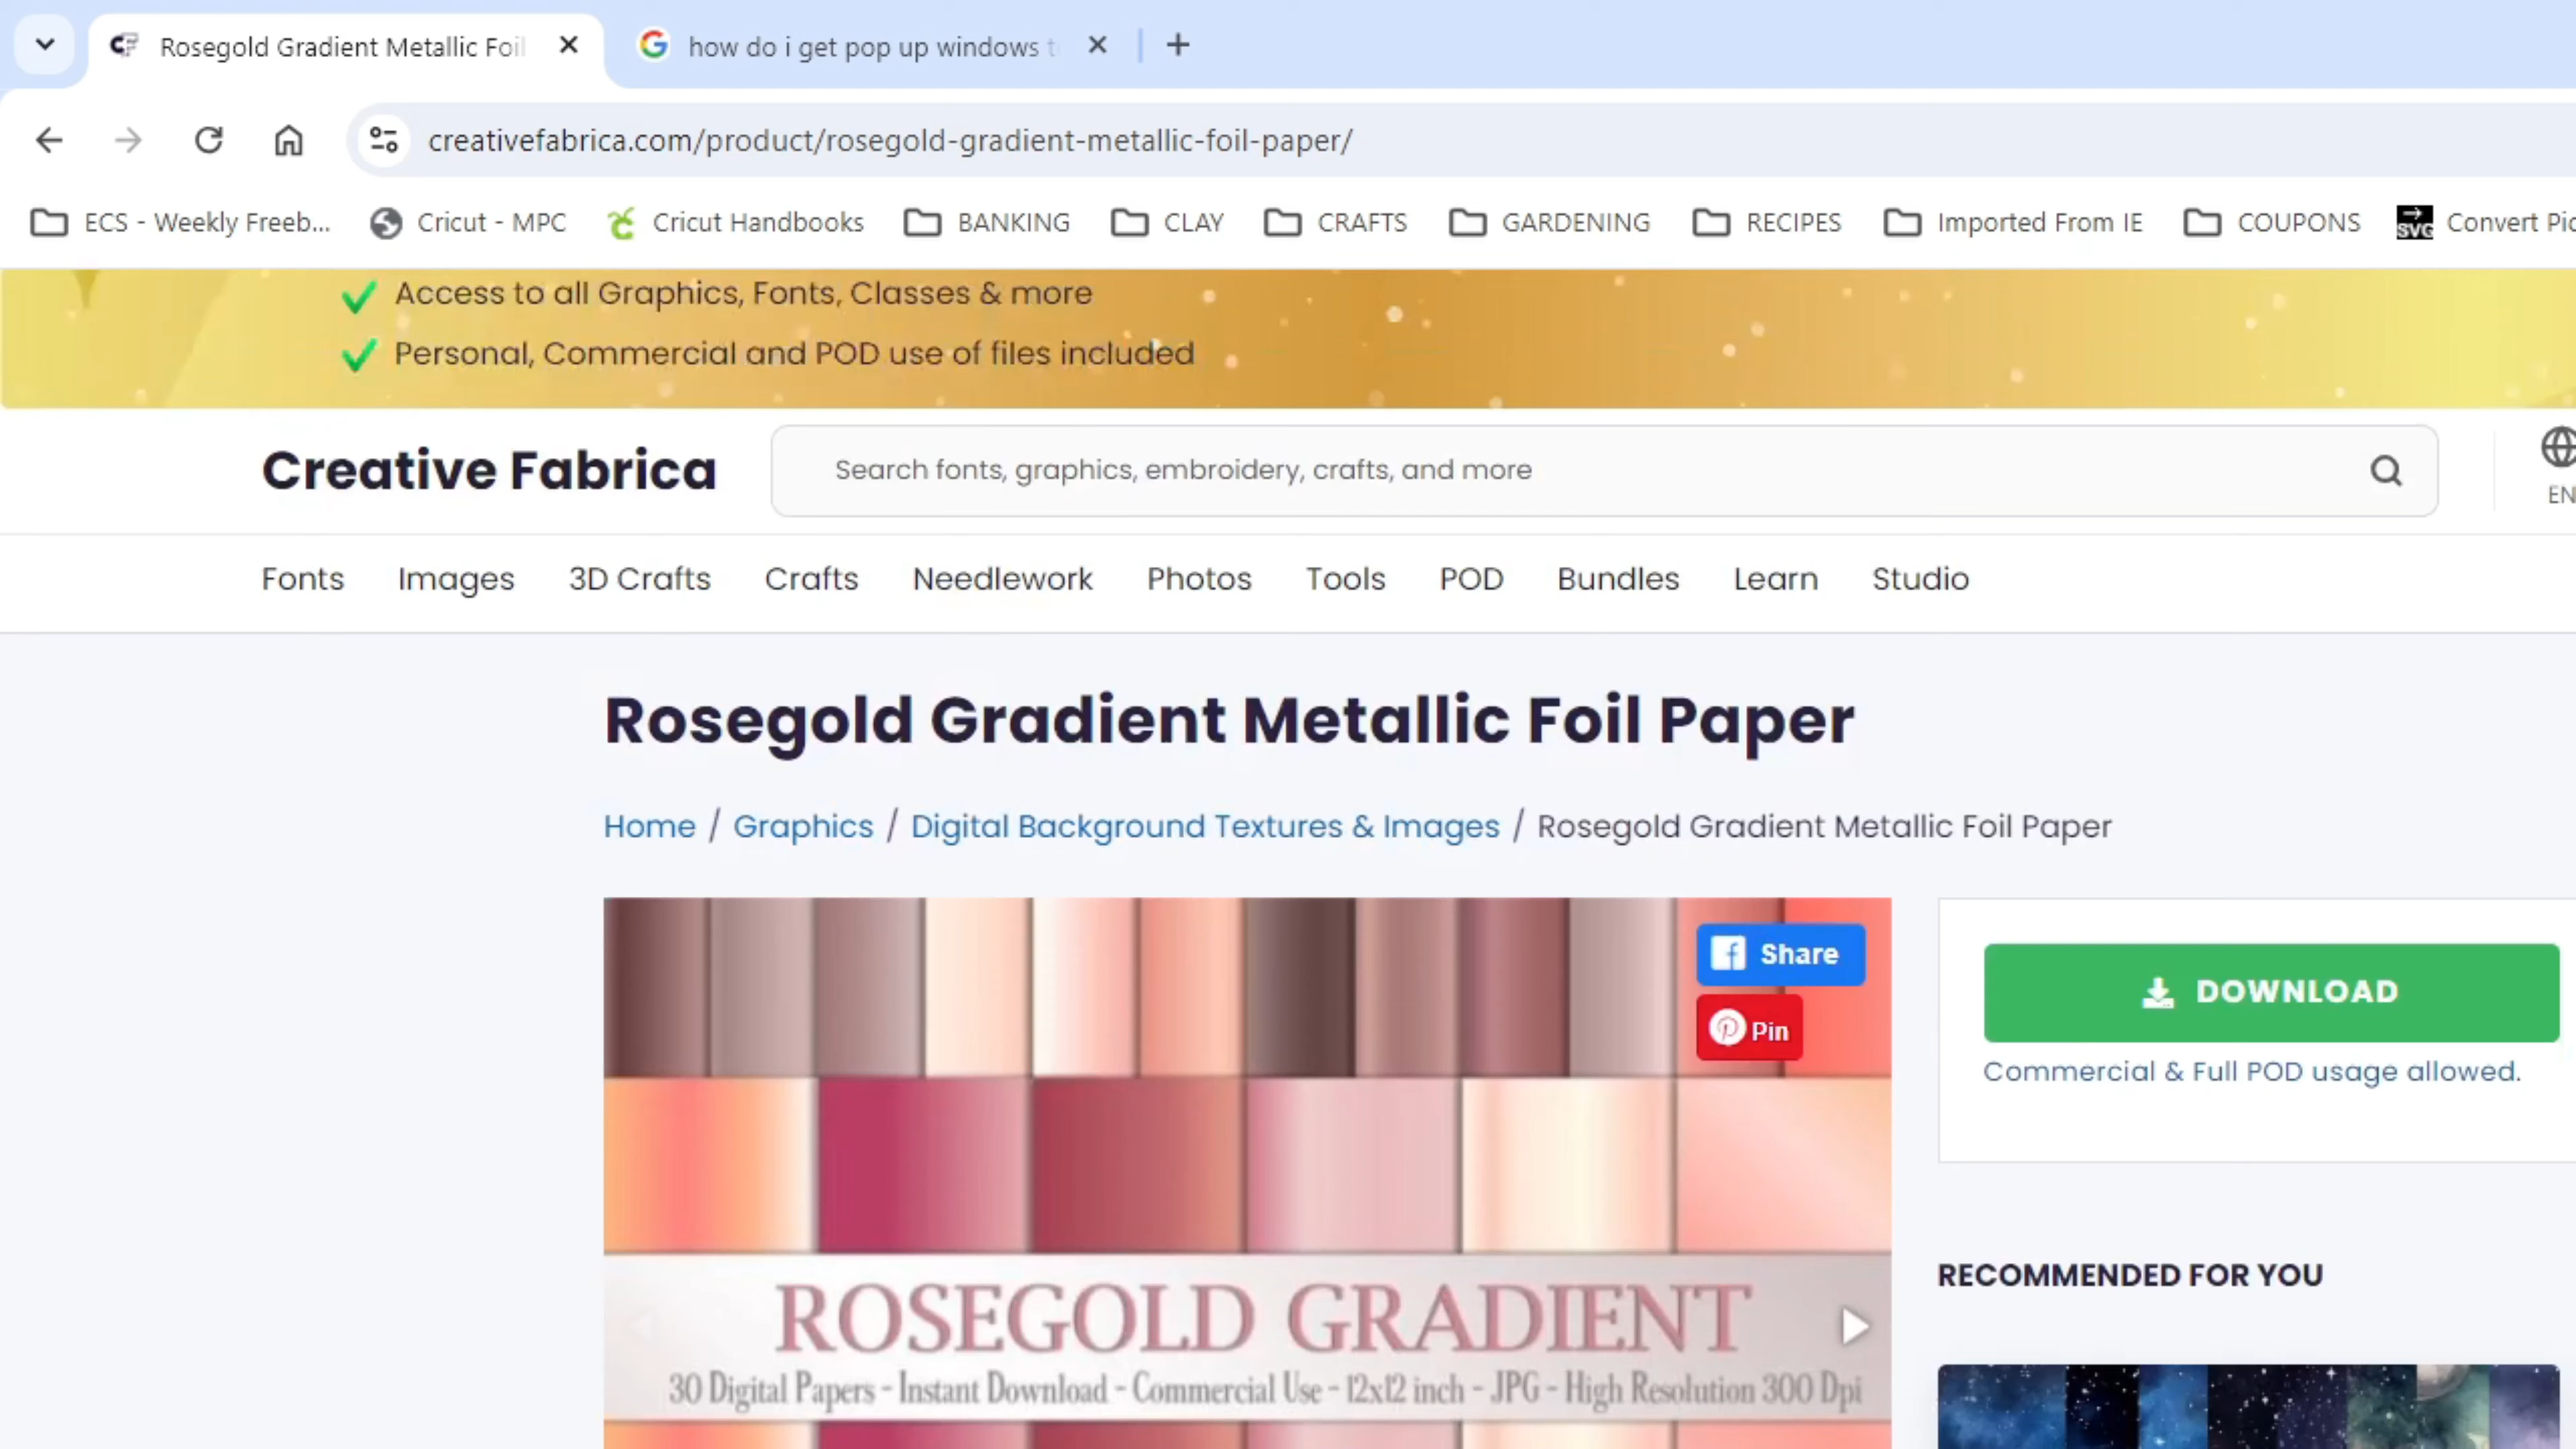 Rosegold Gradient Metallic Foil
how do i get pop up windows t
creativefabrica.com/product/rosegold-gradient-metallic-foil-paper/
ECS - Weekly Freeb... Cricut - MPC Cricut Handbooks BANKING CLAY CRAFTS GARDENING RECIPES Imported From IE COUPONS SVG Convert Pic
Access to all Graphics, Fonts, Classes & more
Personal, Commercial and POD use of files included
Creative Fabrica
Search fonts, graphics, embroidery, crafts, and more
EN
Fonts Images 3D Crafts Crafts Needlework Photos Tools POD Bundles Learn Studio
Rosegold Gradient Metallic Foil Paper
Home / Graphics / Digital Background Textures & Images / Rosegold Gradient Metallic Foil Paper
Share
Pin
DOWNLOAD
Commercial & Full POD usage allowed.
RECOMMENDED FOR YOU
ROSEGOLD GRADIENT
30 Digital Papers - Instant Download - Commercial Use - 12x12 inch - JPG - High Resolution 300 Dpi